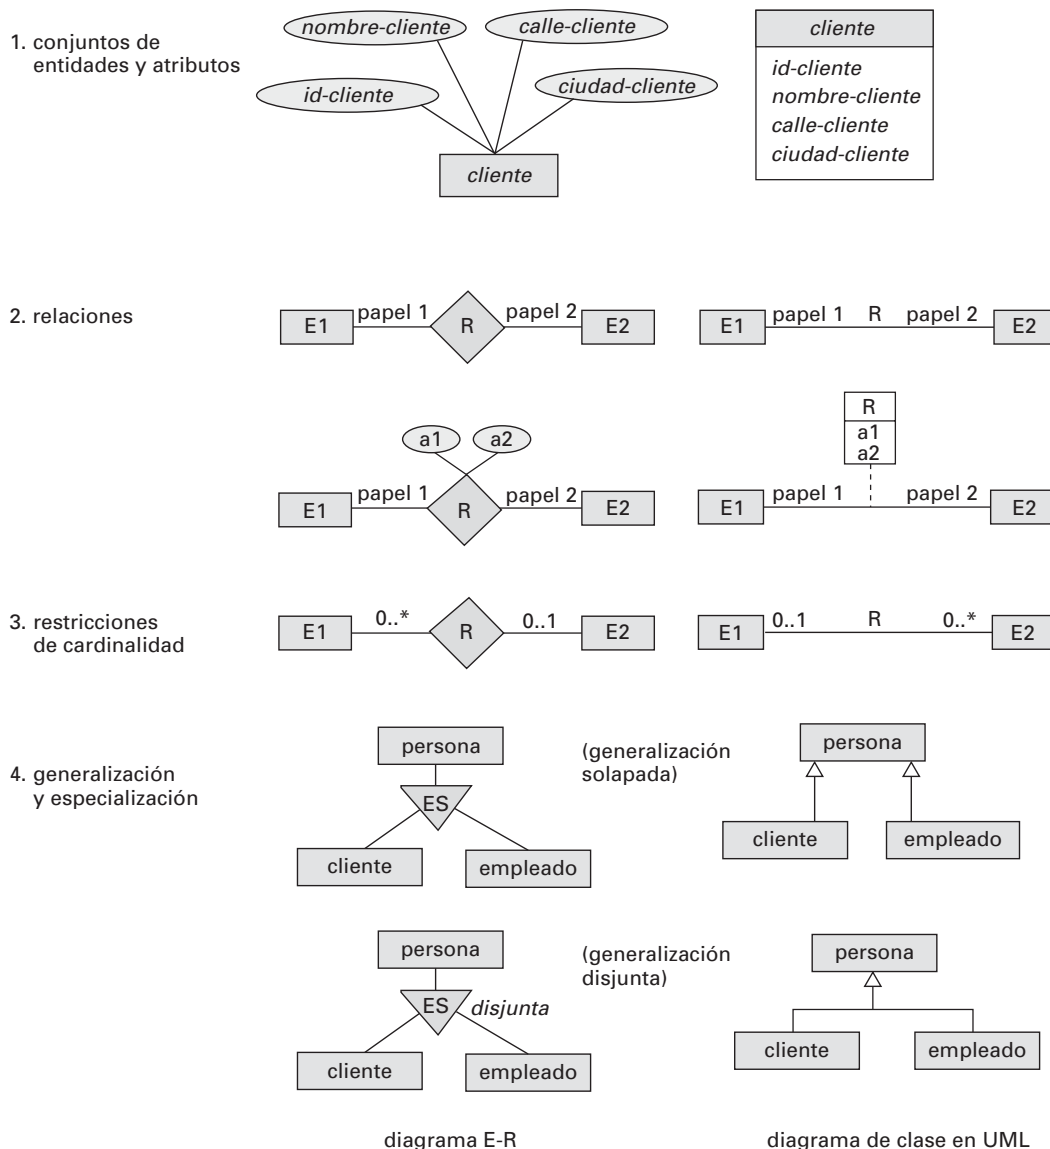 1. conjuntos de
entidades y atributos
nombre-cliente
calle-cliente
id-cliente
ciudad-cliente
cliente
cliente
id-cliente
nombre-cliente
calle-cliente
ciudad-cliente
2. relaciones
E1 papel 1 R papel 2 E2
E1 papel 1 R papel 2 E2
a1 a2
E1 papel 1 R papel 2 E2
R
a1
a2
E1 papel 1 papel 2 E2
3. restricciones
de cardinalidad
E1 0..* R 0..1 E2
E1 0..1 R 0..* E2
4. generalización
y especialización
persona
ES
cliente empleado
(generalización
solapada)
persona
cliente empleado
persona
ES disjunta
cliente empleado
(generalización
disjunta)
persona
cliente empleado
diagrama E-R
diagrama de clase en UML